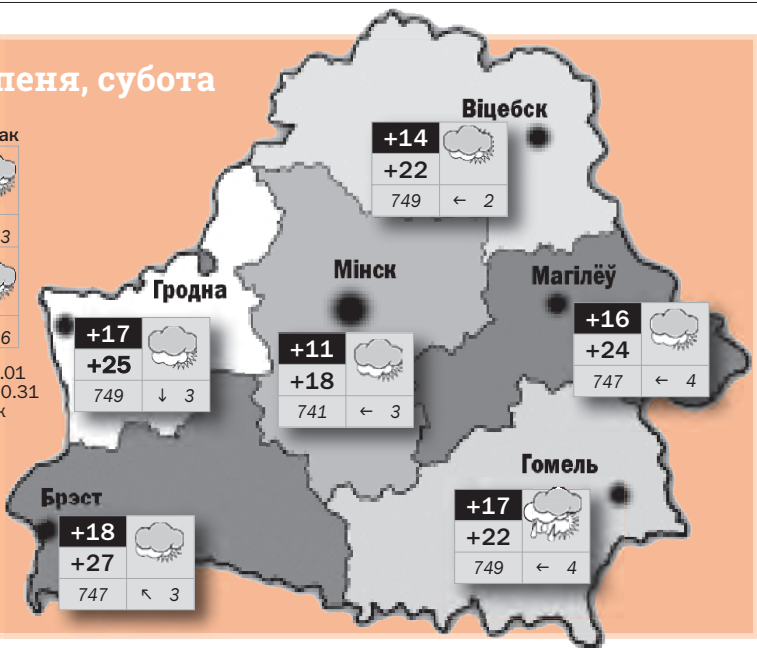 пеня, субота
ак
3
6
.01
0.31
к
Віцебск
+14
+22
749 ← 2
Мінск
+11
+18
741 ← 3
Магілёў
+16
+24
747 ← 4
Гродна
+17
+25
749 ↓ 3
Гомель
+17
+22
749 ← 4
Брэст
+18
+27
747 ↖ 3